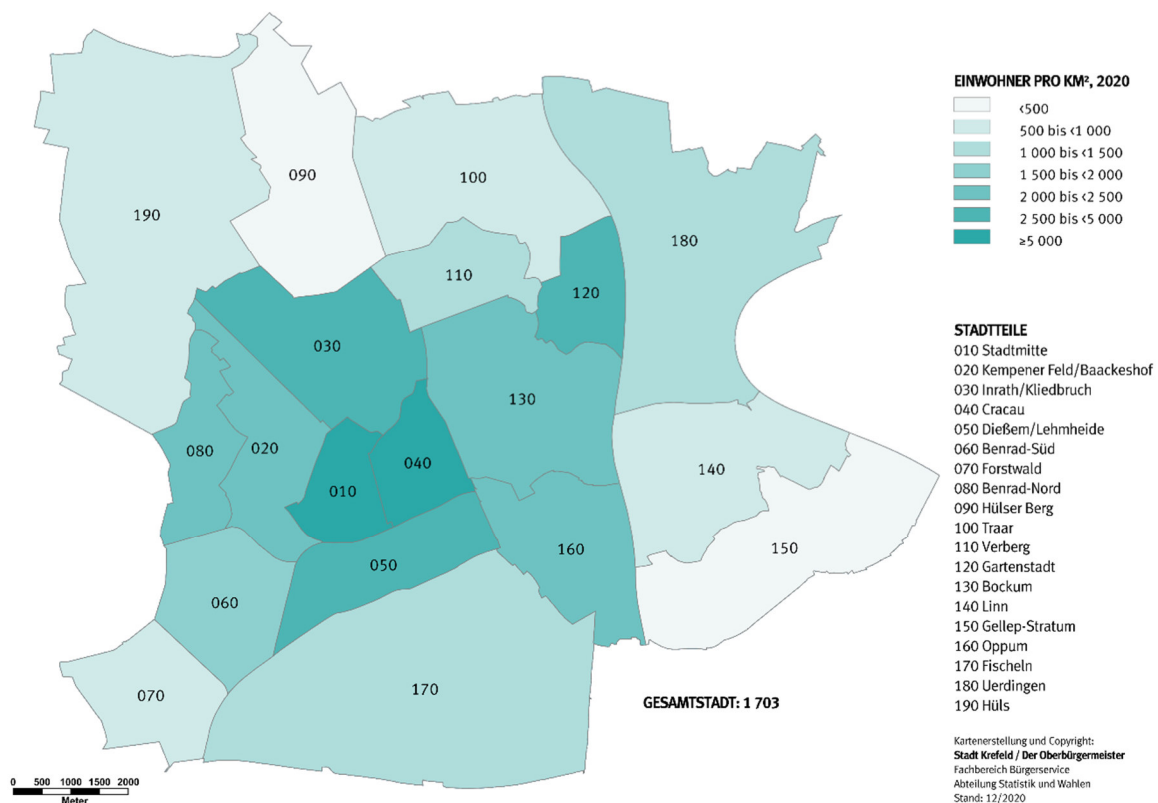 090
190
100
180
110
120
030
130
080
020
010
040
140
150
050
160
060
070
170
GESAMTSTADT: 1 703
0 500 1000 1500 2000
Meter
EINWOHNER PRO KM², 2020
<500
500 bis <1 000
1 000 bis <1 500
1 500 bis <2 000
2 000 bis <2 500
2 500 bis <5 000
≥5 000
STADTTEILE
010 Stadtmitte
020 Kempener Feld/Baackeshof
030 Inrath/Kliedbruch
040 Cracau
050 Dießem/Lehmheide
060 Benrad-Süd
070 Forstwald
080 Benrad-Nord
090 Hülser Berg
100 Traar
110 Verberg
120 Gartenstadt
130 Bockum
140 Linn
150 Gellep-Stratum
160 Oppum
170 Fischeln
180 Uerdingen
190 Hüls
Kartenerstellung und Copyright:
Stadt Krefeld / Der Oberbürgermeister
Fachbereich Bürgerservice
Abteilung Statistik und Wahlen
Stand: 12/2020